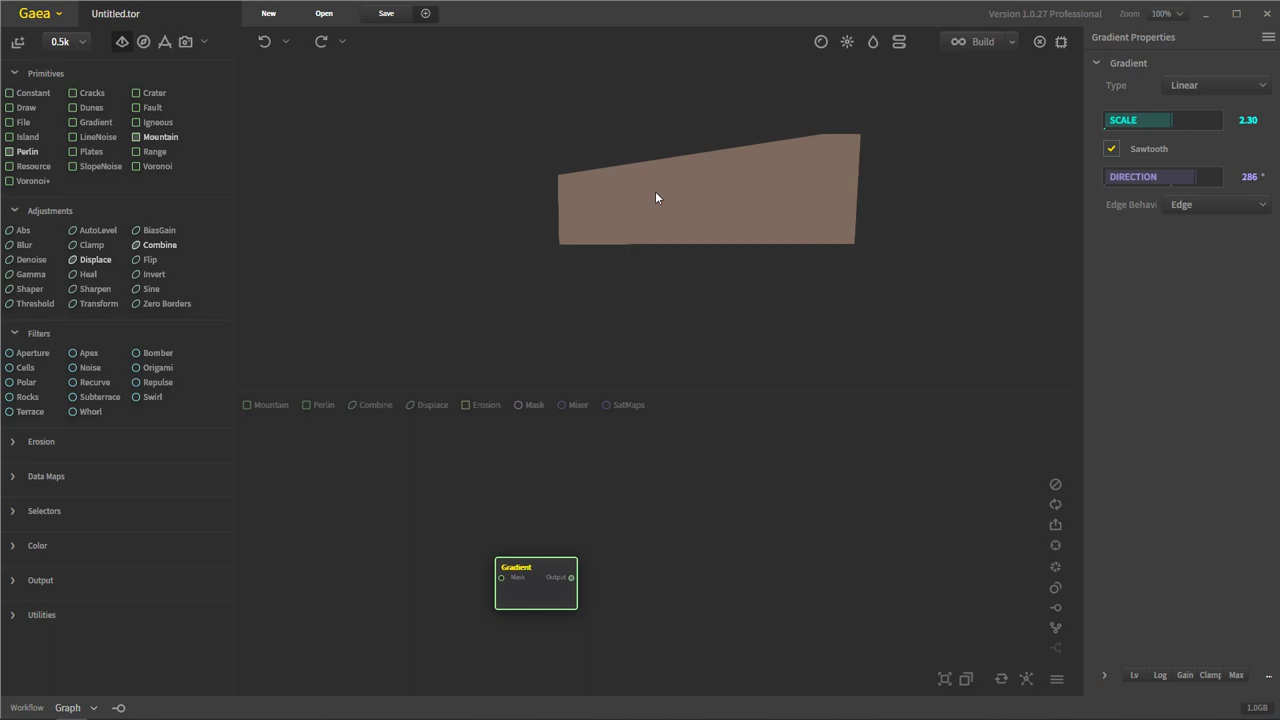 Gaea
Untitled.tor
New
Open
Save
Version 1.0.27 Professional
Zoom
100%
0.5k
Build
Gradient Properties
Primitives
Constant
Cracks
Crater
Draw
Dunes
Fault
File
Gradient
Igneous
Island
LineNoise
Mountain
Perlin
Plates
Range
Resource
SlopeNoise
Voronoi
Voronoi+
Adjustments
Abs
AutoLevel
BiasGain
Blur
Clamp
Combine
Denoise
Displace
Flip
Gamma
Heal
Invert
Shaper
Sharpen
Sine
Threshold
Transform
Zero Borders
Filters
Aperture
Apex
Bomber
Cells
Noise
Origami
Polar
Recurve
Repulse
Rocks
Subterrace
Swirl
Terrace
Whorl
Erosion
Data Maps
Selectors
Color
Output
Utilities
Mountain
Perlin
Combine
Displace
Erosion
Mask
Mixer
SatMaps
Gradient
Mask
Output
Gradient
Type
Linear
SCALE
2.30
Sawtooth
DIRECTION
286 °
Edge Behavi
Edge
Lv
Log
Gain
Clamp
Max
...
Workflow
Graph
1.0GB